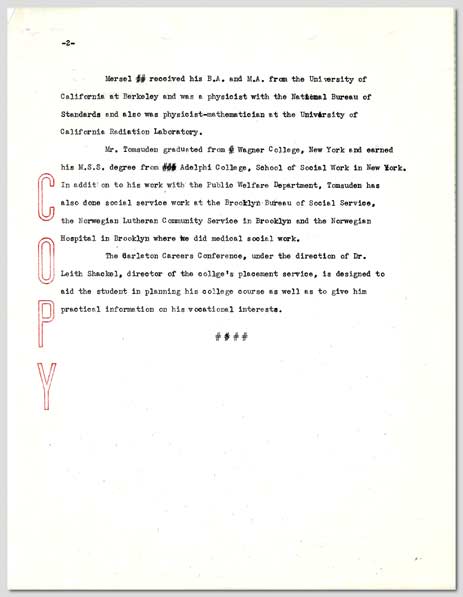 -2-
Mersel ## received his B.A. and M.A. from the University of
California at Berkeley and was a physicist with the National Bureau of
Standards and also was physicist-mathematician at the University of
California Radiation Laboratory.
Mr. Tomsuden graduated from # Wagner College, New York and earned
his M.S.S. degree from ### Adelphi College, School of Social Work in New York.
In addit on to his work with the Public Welfare Department, Tomsuden has
also done social service work at the Brooklyn Bureau of Social Service,
the Norwegian Lutheran Community Service in Brooklyn and the Norwegian
Hospital in Brooklyn where he did medical social work.
The Carleton Careers Conference, under the direction of Dr.
Leith Shackel, director of the collge's placement service, is designed to
aid the student in planning his college course as well as to give him
practical information on his vocational interests.
# # # #
COPY